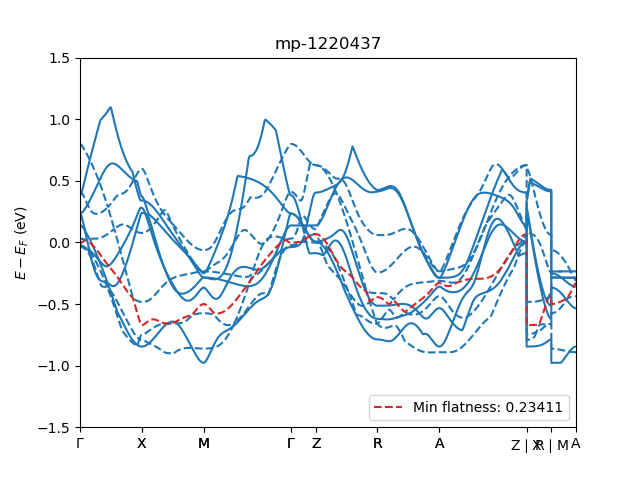 mp-1220437
1.5
1.0
0.5
0.0
−0.5
−1.0
−1.5
E − E_F (eV)
Min flatness: 0.23411
Γ X M Γ Z R A Z | X R | M A